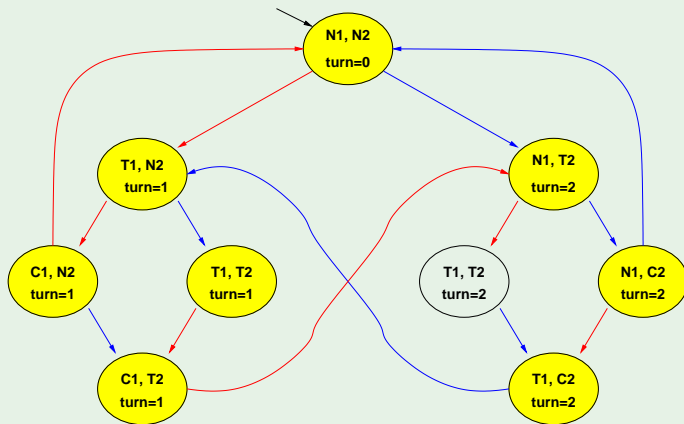 N1, N2
turn=0
T1, N2
turn=1
N1, T2
turn=2
C1, N2
turn=1
T1, T2
turn=1
T1, T2
turn=2
N1, C2
turn=2
C1, T2
turn=1
T1, C2
turn=2